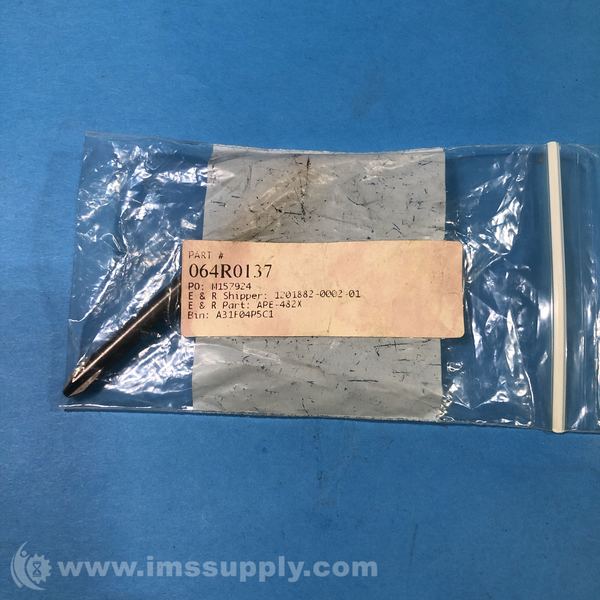 PART #
064R0137
PO: M157924
E & R Shipper: 1201882-0002-01
E & R Part: APE-482X
Bin: A31F04P5C1
www.imssupply.com